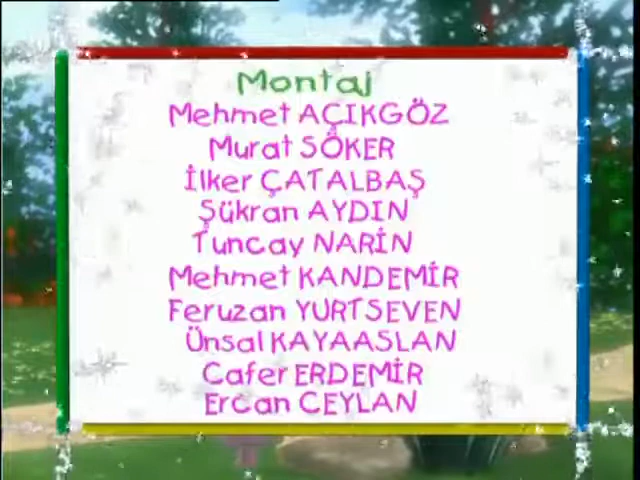 Montaj
Mehmet AÇIKGÖZ
Murat SÖKER
İlker ÇATALBAŞ
Şükran AYDIN
Tuncay NARİN
Mehmet KANDEMİR
Feruzan YURTSEVEN
Ünsal KAYAASLAN
Cafer ERDEMİR
Ercan CEYLAN